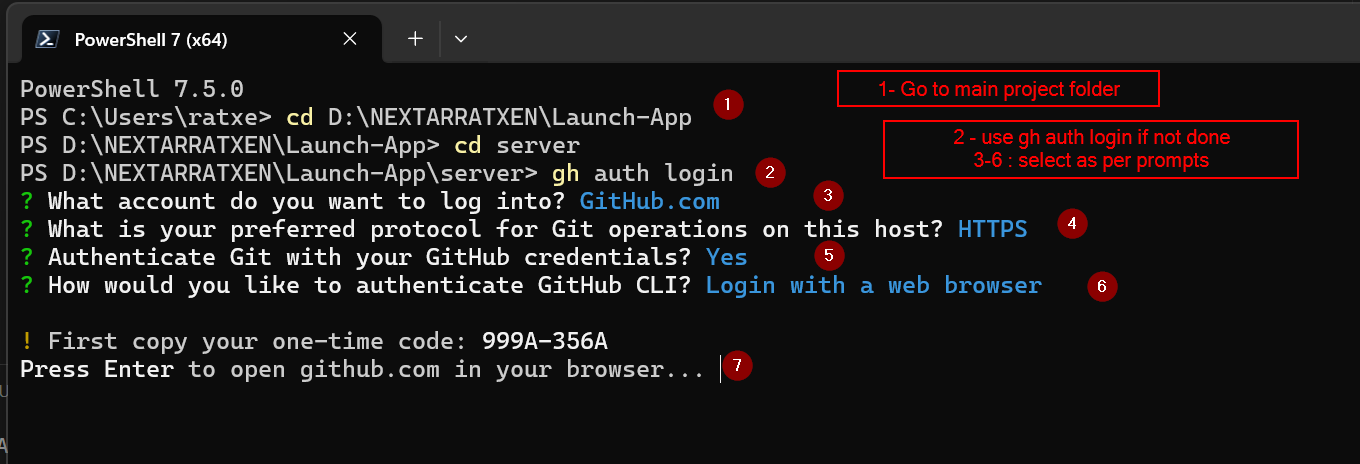 PowerShell 7 (x64)
PowerShell 7.5.0
1- Go to main project folder
PS C:\Users\ratxe> cd D:\NEXTARRATXEN\Launch-App 1
PS D:\NEXTARRATXEN\Launch-App> cd server
2 - use gh auth login if not done
3-6 : select as per prompts
PS D:\NEXTARRATXEN\Launch-App\server> gh auth login 2
? What account do you want to log into? GitHub.com 3
? What is your preferred protocol for Git operations on this host? HTTPS 4
? Authenticate Git with your GitHub credentials? Yes 5
? How would you like to authenticate GitHub CLI? Login with a web browser 6
! First copy your one-time code: 999A-356A
Press Enter to open github.com in your browser... 7